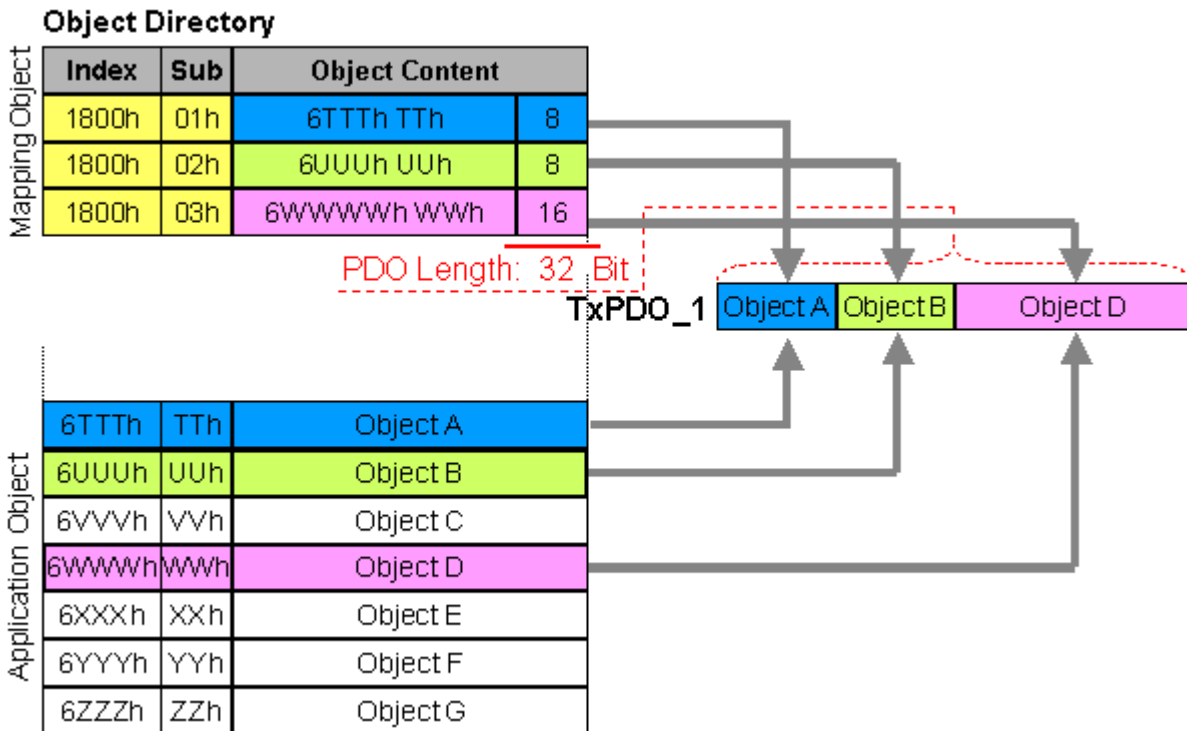 Object Directory
Mapping Object
Index Sub Object Content
1800h 01h 6TTTh TTh 8
1800h 02h 6UUUh UUh 8
1800h 03h 6WWWWh WWh 16
PDO Length: 32 Bit
TxPDO_1 Object A Object B Object D
Application Object
6TTTh TTh Object A
6UUUh UUh Object B
6VVVh VVh Object C
6WWWh WWh Object D
6XXXh XXh Object E
6YYYh YYh Object F
6ZZZh ZZh Object G